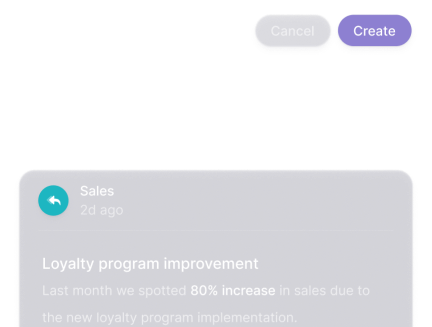 Cancel Create
Sales
2d ago
Loyalty program improvement
Last month we spotted 80% increase in sales due to
the new loyalty program implementation.